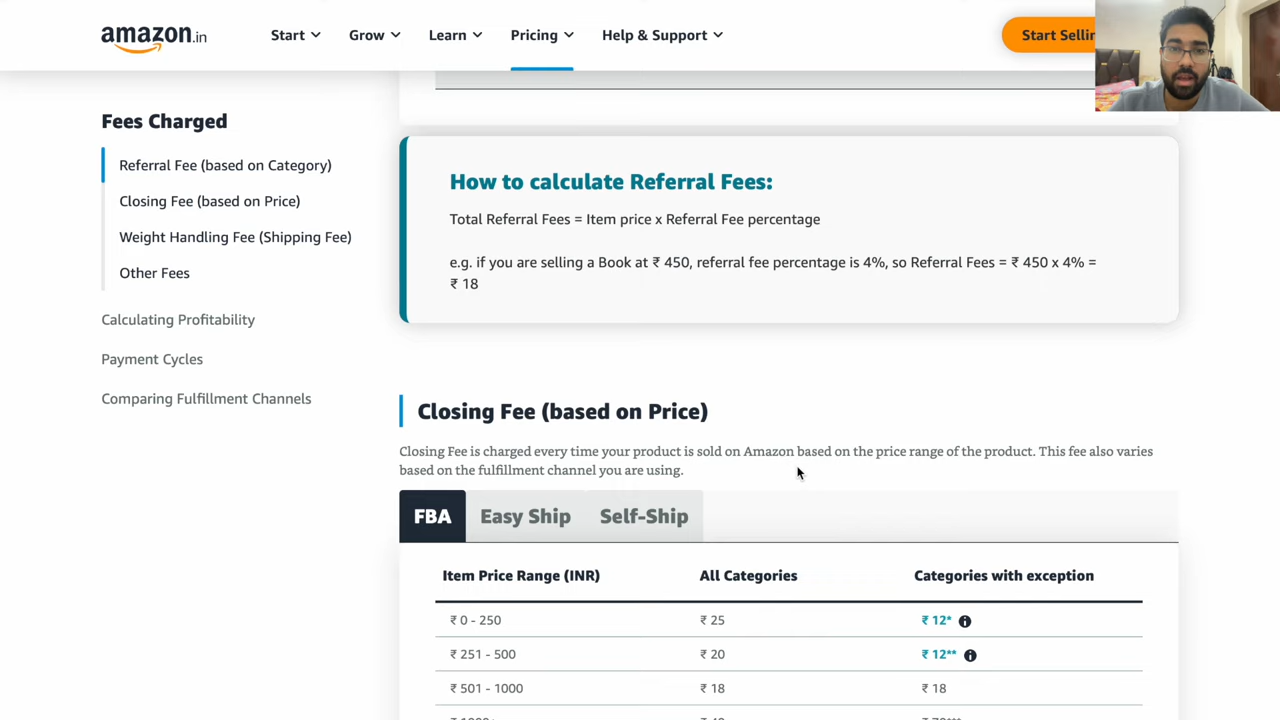 amazon.in
Start
Grow
Learn
Pricing
Help & Support
Start Sellin
Fees Charged
Referral Fee (based on Category)
Closing Fee (based on Price)
Weight Handling Fee (Shipping Fee)
Other Fees
Calculating Profitability
Payment Cycles
Comparing Fulfillment Channels
How to calculate Referral Fees:
Total Referral Fees = Item price x Referral Fee percentage
e.g. if you are selling a Book at ₹ 450, referral fee percentage is 4%, so Referral Fees = ₹ 450 x 4% =
₹ 18
Closing Fee (based on Price)
Closing Fee is charged every time your product is sold on Amazon based on the price range of the product. This fee also varies
based on the fulfillment channel you are using.
FBA Easy Ship Self-Ship
Item Price Range (INR) All Categories Categories with exception
₹ 0 - 250 ₹ 25 ₹ 12*
₹ 251 - 500 ₹ 20 ₹ 12**
₹ 501 - 1000 ₹ 18 ₹ 18